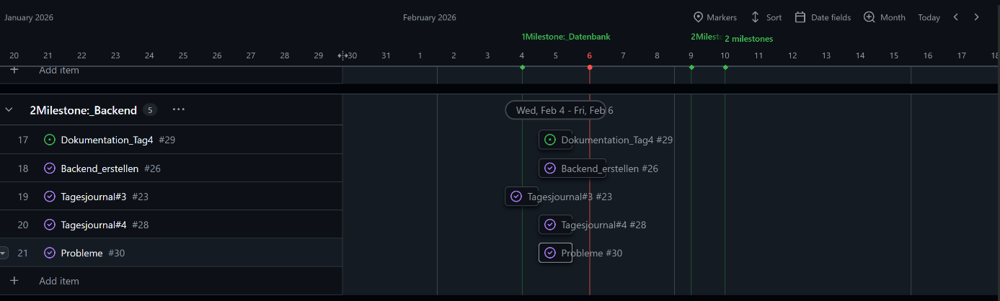 January 2026 February 2026 Markers Sort Date fields Month Today
1Milestone:_Datenbank 2Milesto 2 milestones
20 21 22 23 24 25 26 27 28 29 30 31 1 2 3 4 5 6 7 8 9 10 11 12 13 14 15 16 17 18
Add item
2Milestone:_Backend 5 ... Wed, Feb 4 - Fri, Feb 6
17 Dokumentation_Tag4 #29 Dokumentation_Tag4 #29
18 Backend_erstellen #26 Backend_erstellen #26
19 Tagesjournal#3 #23 Tagesjournal#3 #23
20 Tagesjournal#4 #28 Tagesjournal#4 #28
21 Probleme #30 Probleme #30
Add item